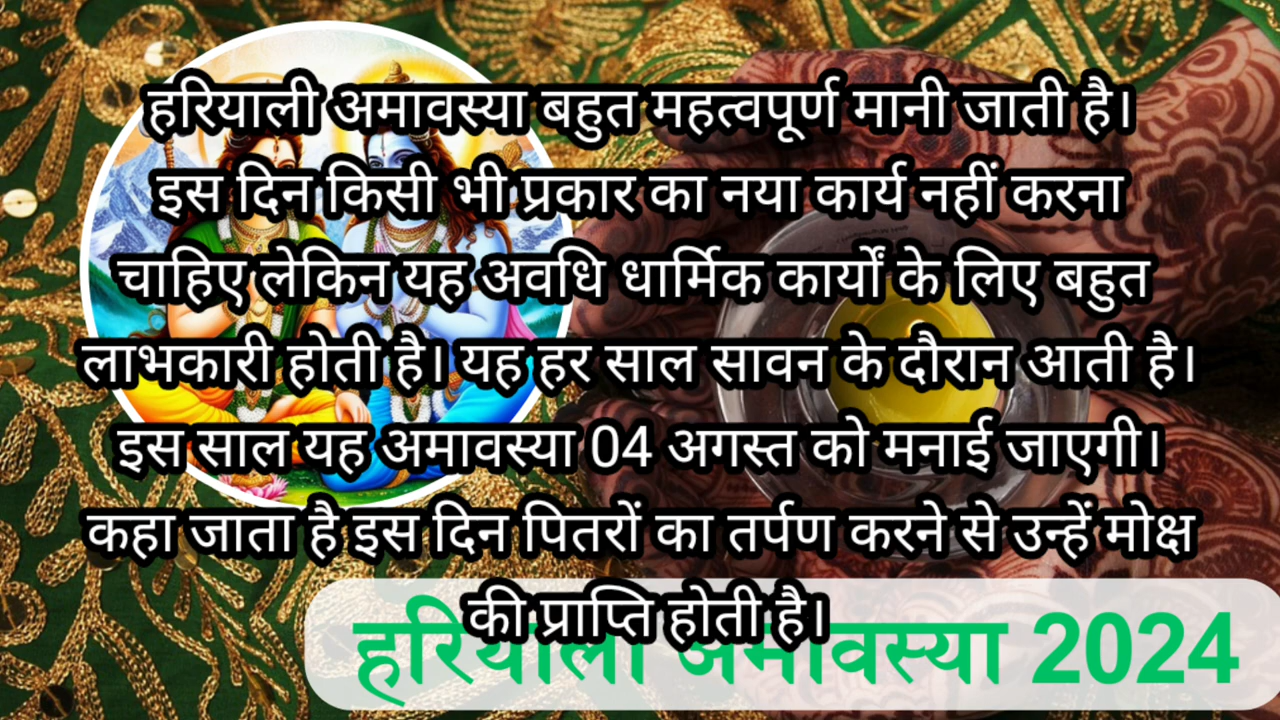 हरियाली अमावस्या बहुत महत्वपूर्ण मानी जाती है।
इस दिन किसी भी प्रकार का नया कार्य नहीं करना
चाहिए लेकिन यह अवधि धार्मिक कार्यों के लिए बहुत
लाभकारी होती है। यह हर साल सावन के दौरान आती है।
इस साल यह अमावस्या 04 अगस्त को मनाई जाएगी।
कहा जाता है इस दिन पितरों का तर्पण करने से उन्हें मोक्ष
की प्राप्ति होती है।
हरियाली अमावस्या 2024